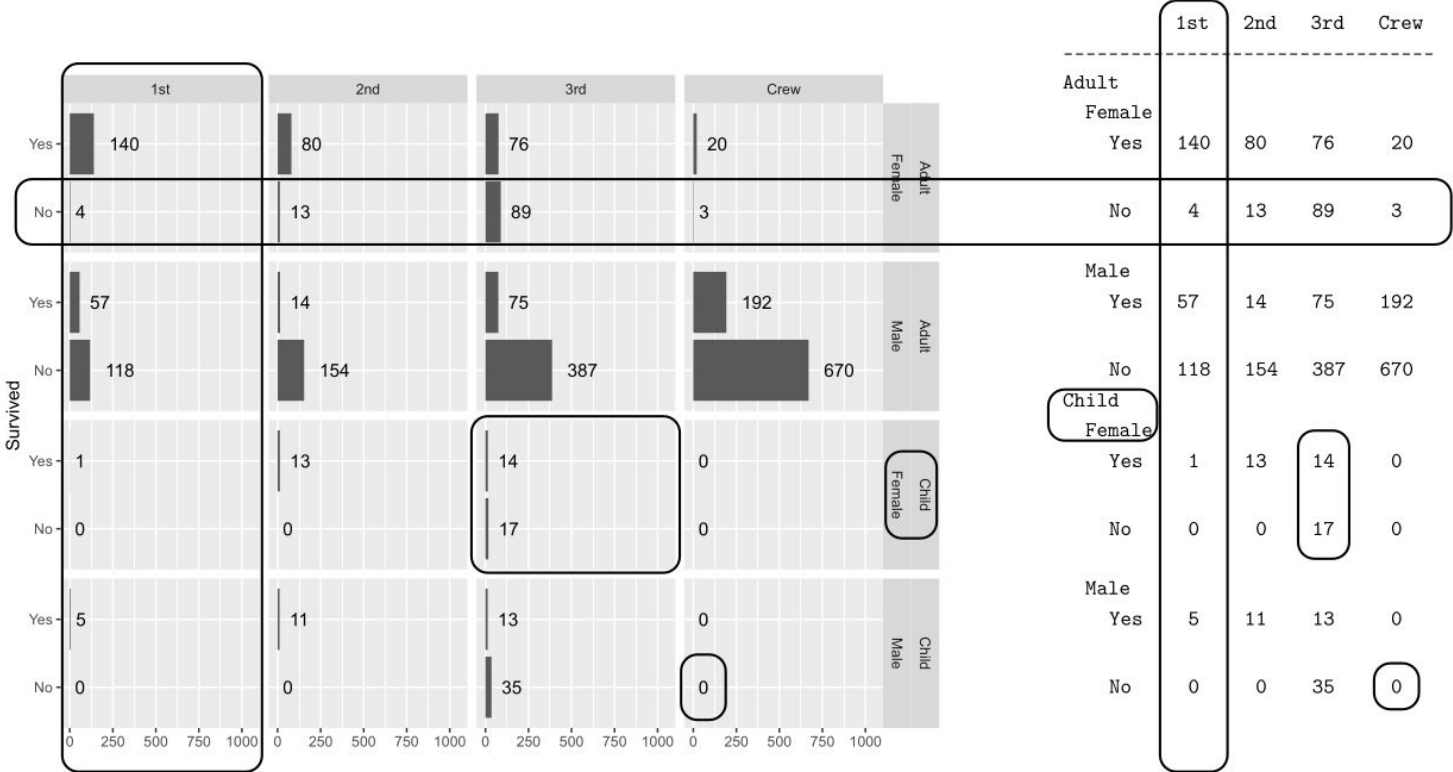 1st 2nd 3rd Crew
1st 2nd 3rd Crew
Adult
Female
Yes 140 80 76 20 Yes 140 80 76 20
Adult
Female
No 4 13 89 3 No 4 13 89 3
Male
Yes 57 14 75 192 Yes 57 14 75 192
Adult
Male
No 118 154 387 670 No 118 154 387 670
Survived
Child
Female
Yes 1 13 14 0 Yes 1 13 14 0
Child
Female
No 0 0 17 0 No 0 0 17 0
Male
Yes 5 11 13 0 Yes 5 11 13 0
Child
Male
No 0 0 35 0 No 0 0 35 0
0 250 500 750 1000 0 250 500 750 1000 0 250 500 750 1000 0 250 500 750 1000